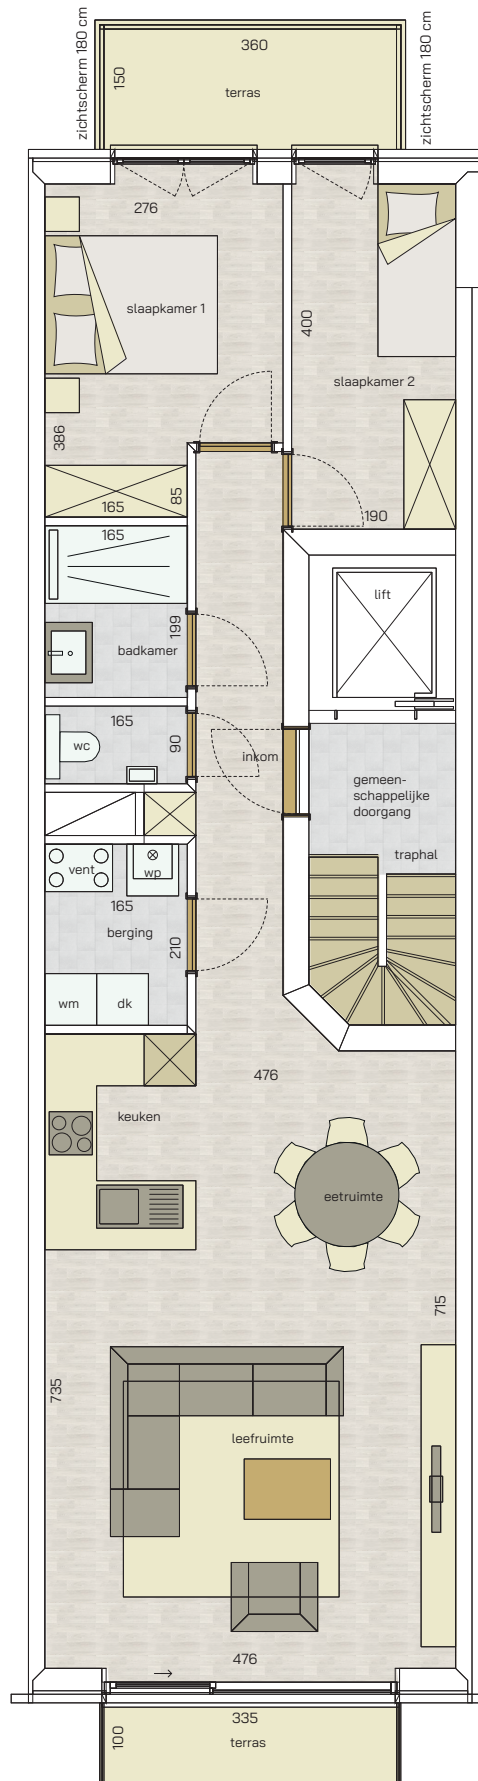 zichtscherm 180 cm
zichtscherm 180 cm
360
150
terras
276
slaapkamer 1
400
slaapkamer 2
386
165
85
190
165
199
badkamer
lift
165
wc
90
inkom
gemeen-
schappelijke
doorgang
traphal
vent
wp
165
berging
210
wm
dk
476
keuken
eetruimte
715
735
leefruimte
476
335
100
terras